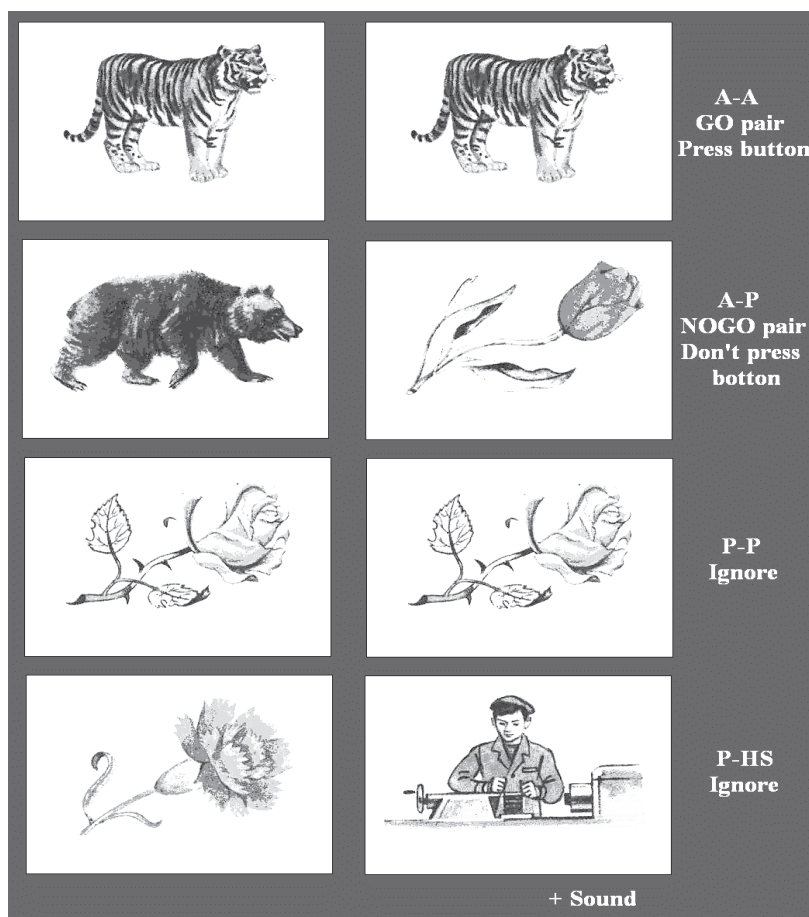 A-A
GO pair
Press button
A-P
NOGO pair
Don't press
botton
P-P
Ignore
P-HS
Ignore
+ Sound